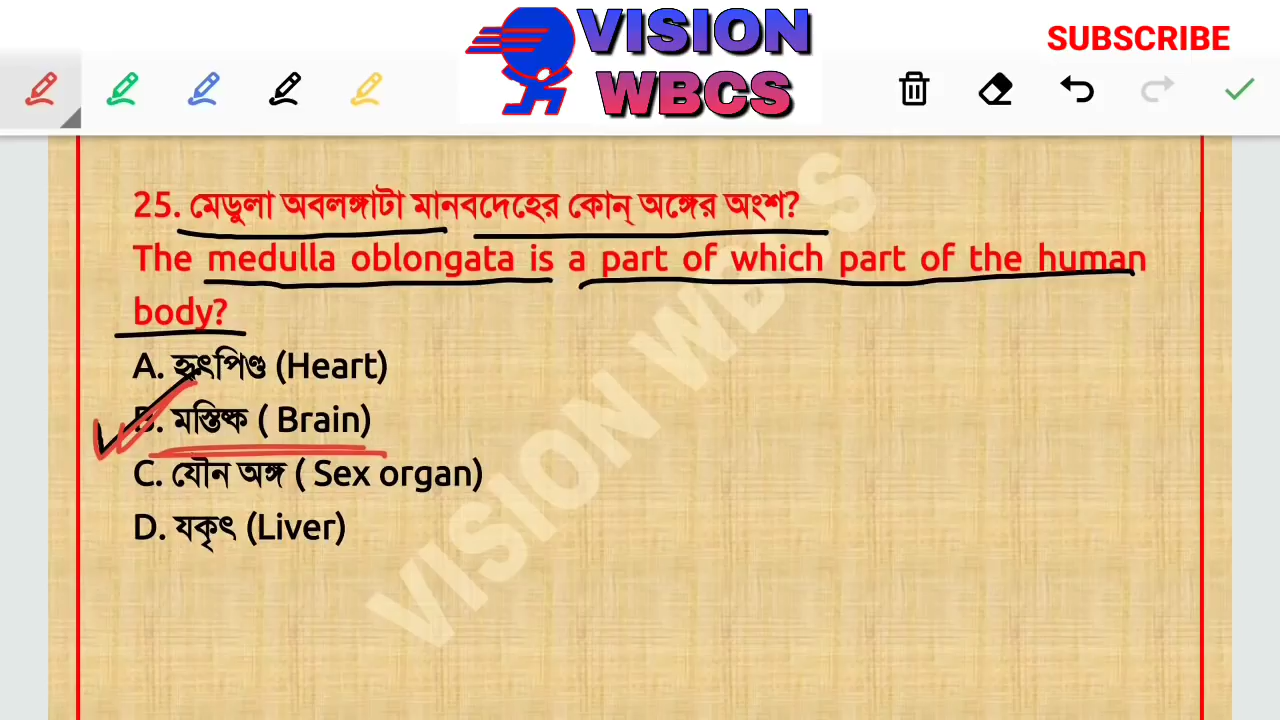 VISION
WBCS
SUBSCRIBE
25. মেডুলা অবলঙ্গাটা মানবদেহের কোন্ অঙ্গের অংশ?
The medulla oblongata is a part of which part of the human
body?
A. হৃৎপিণ্ড (Heart)
B. মস্তিষ্ক ( Brain)
C. যৌন অঙ্গ ( Sex organ)
D. যকৃৎ (Liver)
VISION WBCS